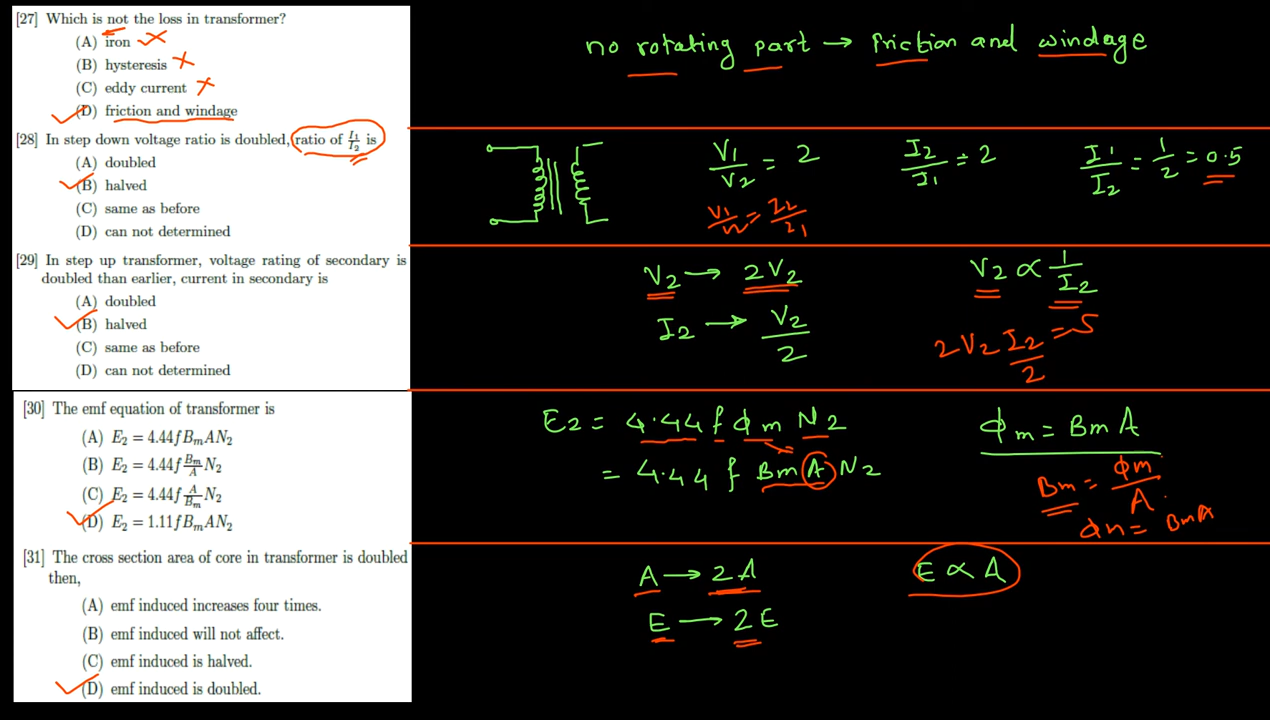 [27] Which is not the loss in transformer?
(A) iron
(B) hysteresis
(C) eddy current
(D) friction and windage
no rotating part → friction and windage
[28] In step down voltage ratio is doubled, ratio of I₁/I₂ is
(A) doubled
(B) halved
(C) same as before
(D) can not determined
V1/V2 = 2
I2/I1 = 2
I1/I2 = 1/2 = 0.5
[29] In step up transformer, voltage rating of secondary is
doubled than earlier, current in secondary is
(A) doubled
(B) halved
(C) same as before
(D) can not determined
V2 → 2V2
V2 ∝ 1/I2
I2 → V2/2
2V2 I2/2 = S
[30] The emf equation of transformer is
(A) E₂ = 4.44fBₘAN₂
(B) E₂ = 4.44f Bₘ/A N₂
(C) E₂ = 4.44f A/Bₘ N₂
(D) E₂ = 1.11fBₘAN₂
E2 = 4.44 f ϕm N2
= 4.44 f Bm A N2
ϕm = Bm A
Bm = ϕm/A
Bm A
[31] The cross section area of core in transformer is doubled
then,
(A) emf induced increases four times.
(B) emf induced will not affect.
(C) emf induced is halved.
(D) emf induced is doubled.
A → 2A
E ∝ A
E → 2E